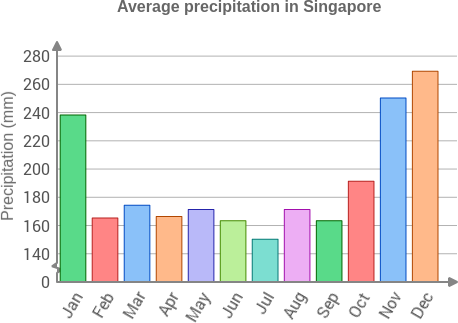 Average precipitation in Singapore
Precipitation (mm)
280
260
240
220
200
180
160
140
0
Jan
Feb
Mar
Apr
May
Jun
Jul
Aug
Sep
Oct
Nov
Dec